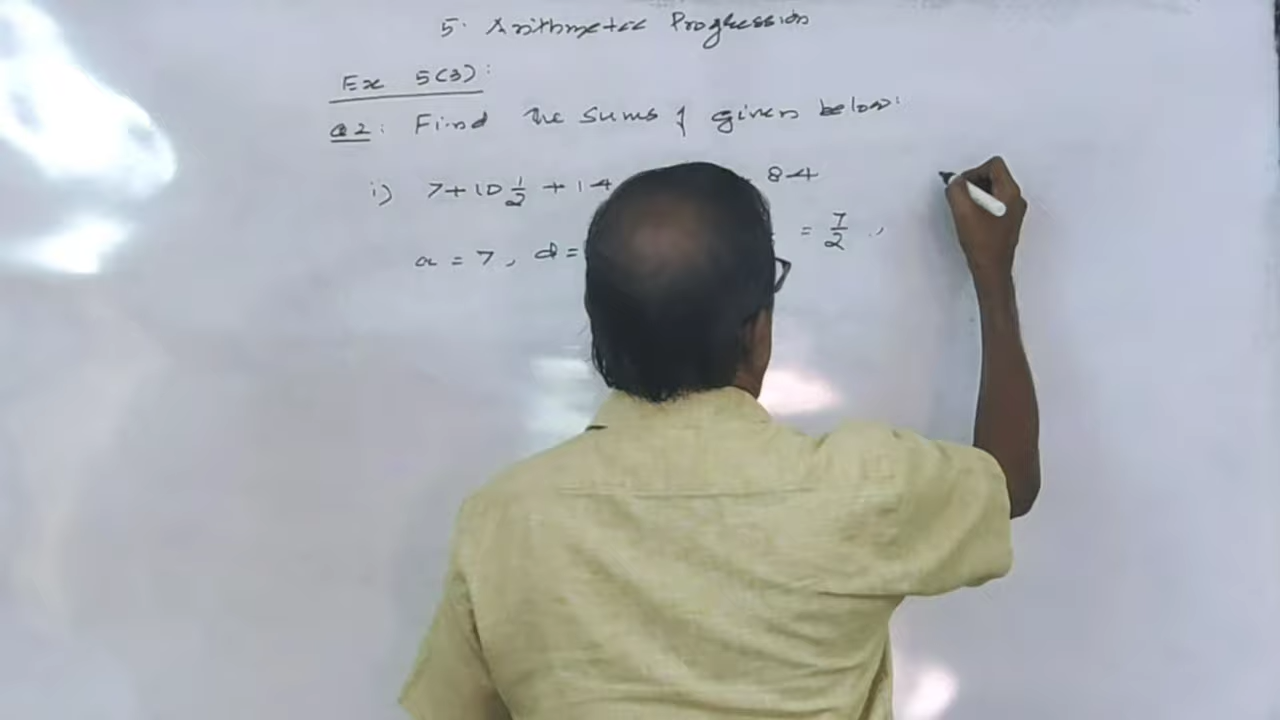 5. Arithmetic Progression
Ex 5(3):
Q2: Find the sums of given below:
i) 7+10 1/2 +14 84
a = 7, d = = 7/2,